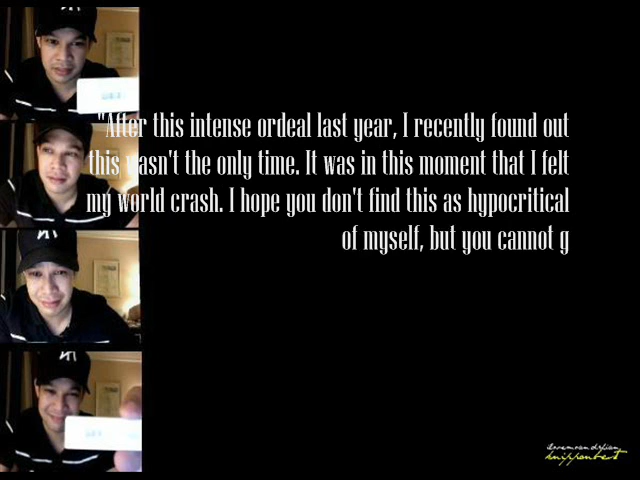 "After this intense ordeal last year, I recently found out
this wasn't the only time. It was in this moment that I felt
my world crash. I hope you don't find this as hypocritical
of myself, but you cannot g